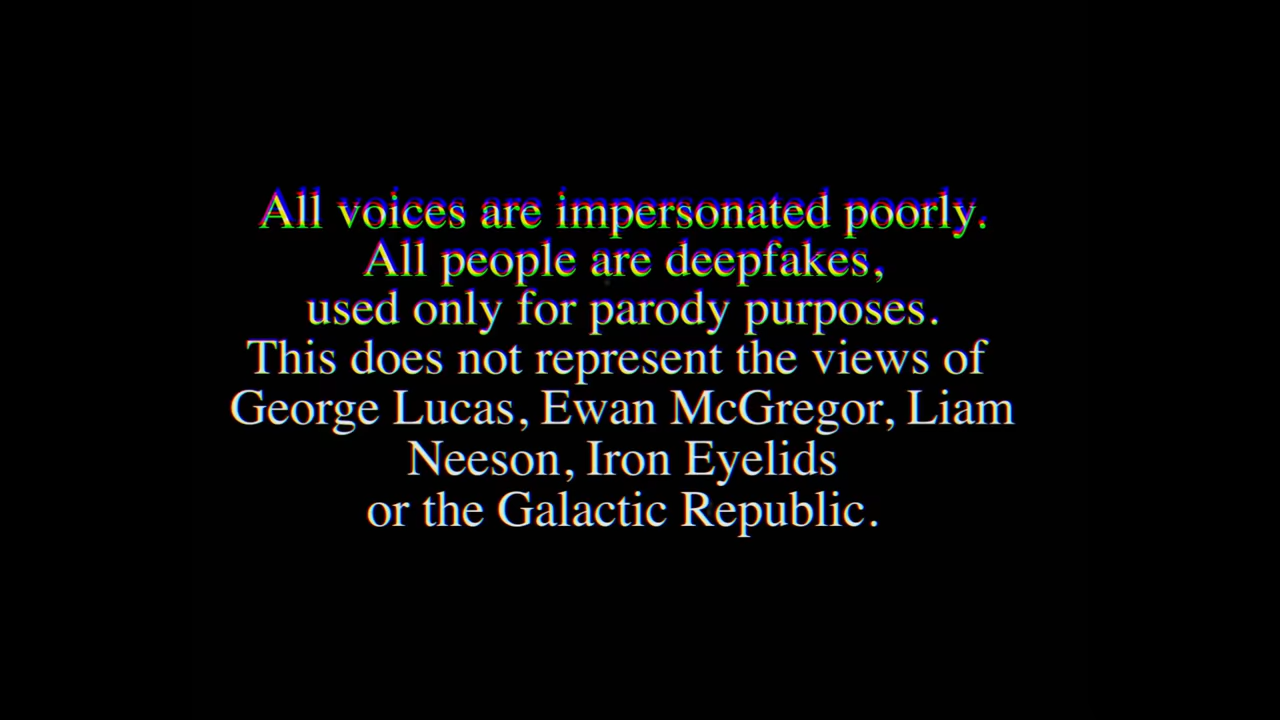 All voices are impersonated poorly.
All people are deepfakes,
used only for parody purposes.
This does not represent the views of
George Lucas, Ewan McGregor, Liam
Neeson, Iron Eyelids
or the Galactic Republic.